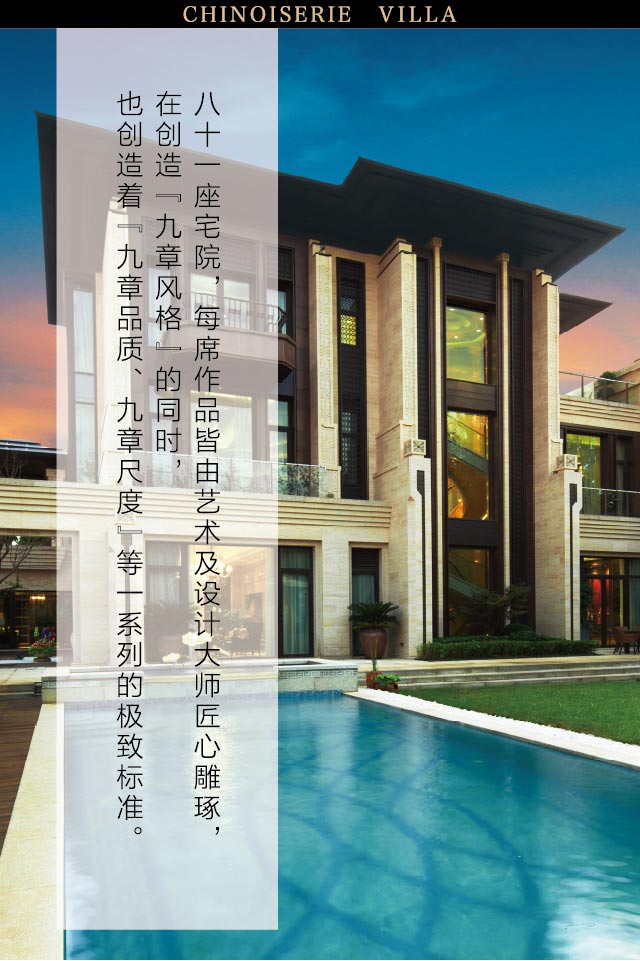 CHINOISERIE VILLA
八十一座宅院，每席作品皆由艺术及设计大师匠心雕琢，
在创造『九章风格』的同时，
也创造着『九章品质、九章尺度』等一系列的极致标准。